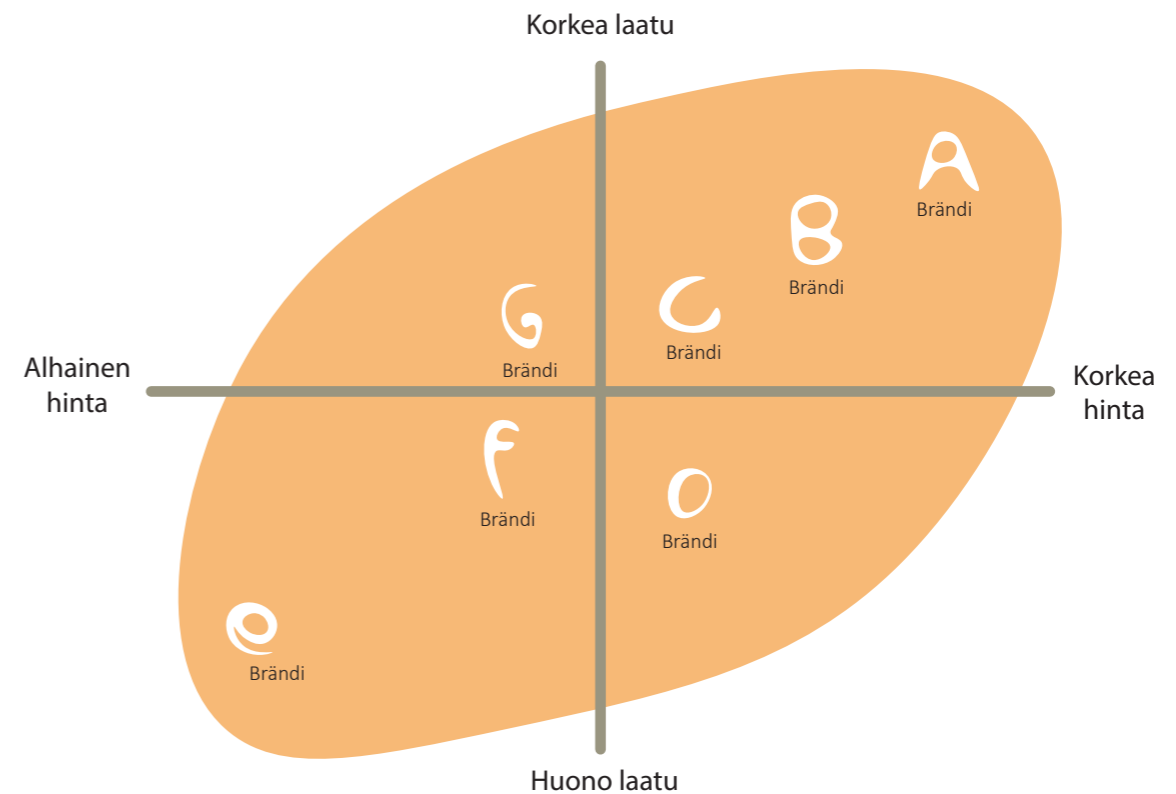 Korkea laatu
A
Brändi
B
Brändi
C
Brändi
G
Brändi
Alhainen
hinta
Korkea
hinta
F
Brändi
O
Brändi
e
Brändi
Huono laatu